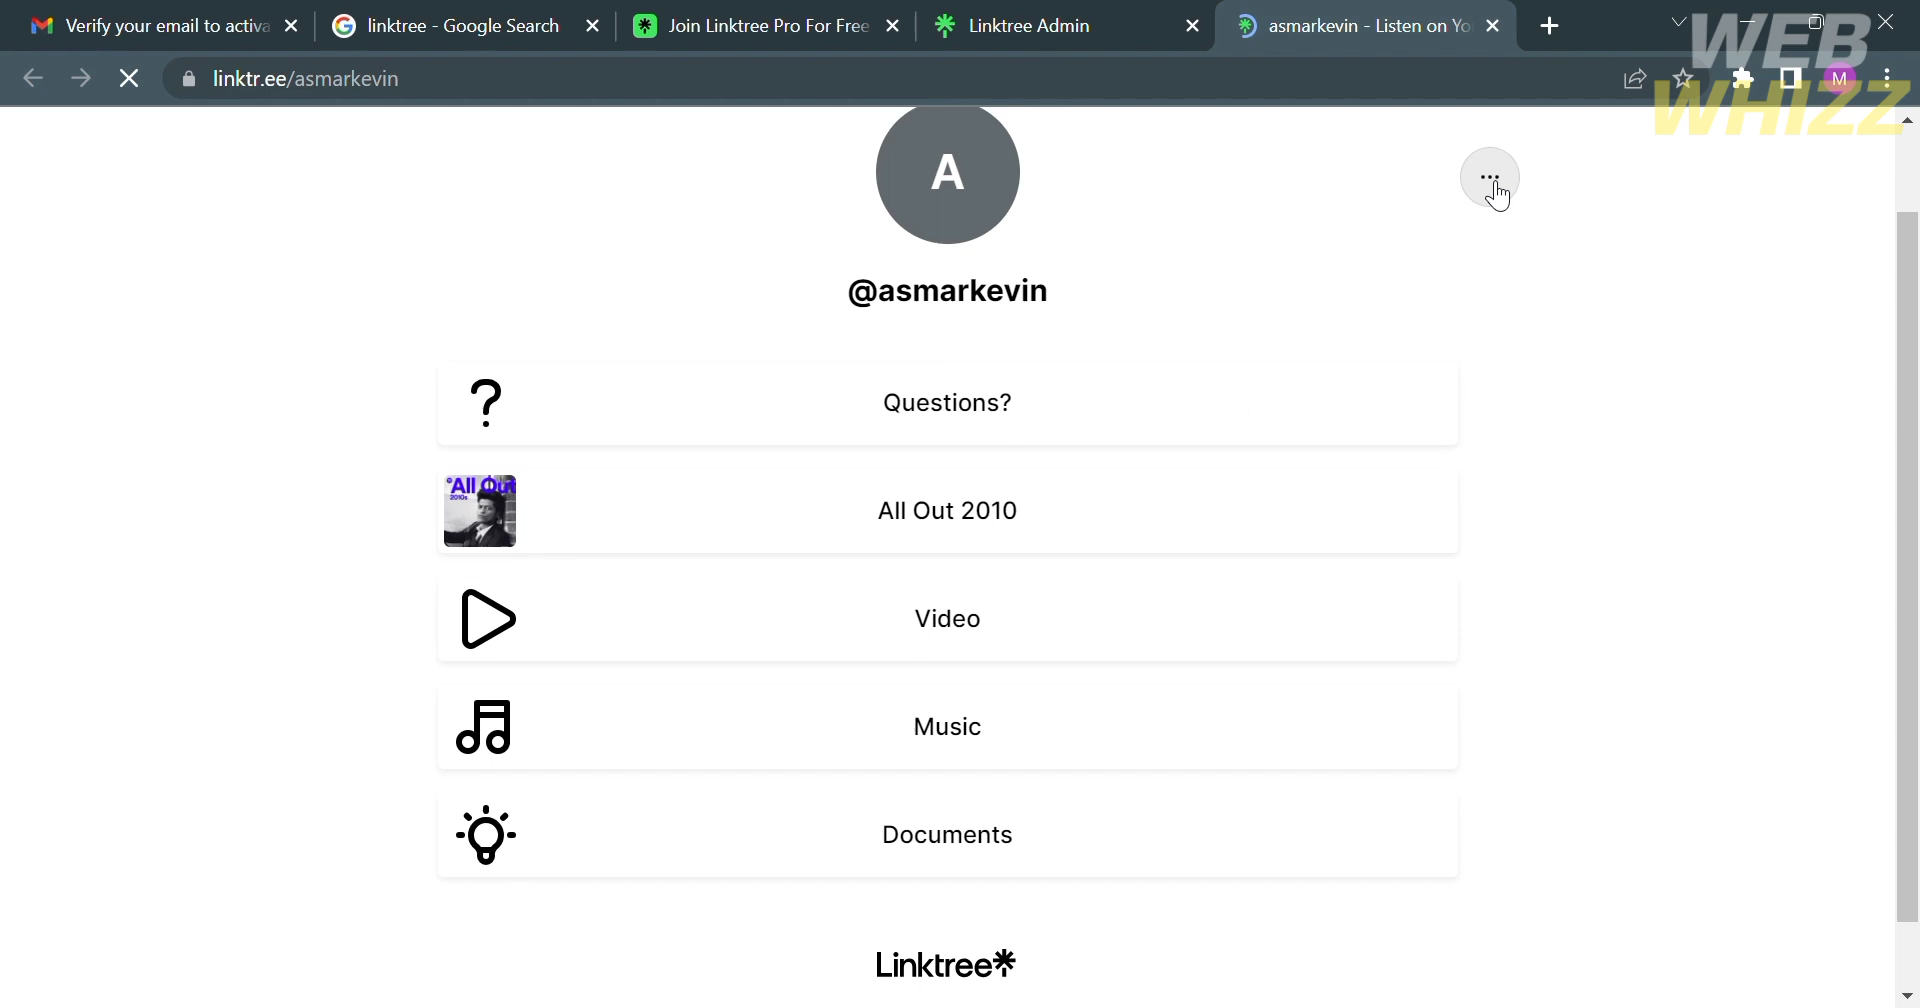 Verify your email to activa
linktree - Google Search
Join Linktree Pro For Free
Linktree Admin
asmarkevin - Listen on Yo
WEB
WHIZZ
linktr.ee/asmarkevin
M
A
@asmarkevin
?
Questions?
All Out
2010s
All Out 2010
Video
Music
Documents
Linktree*